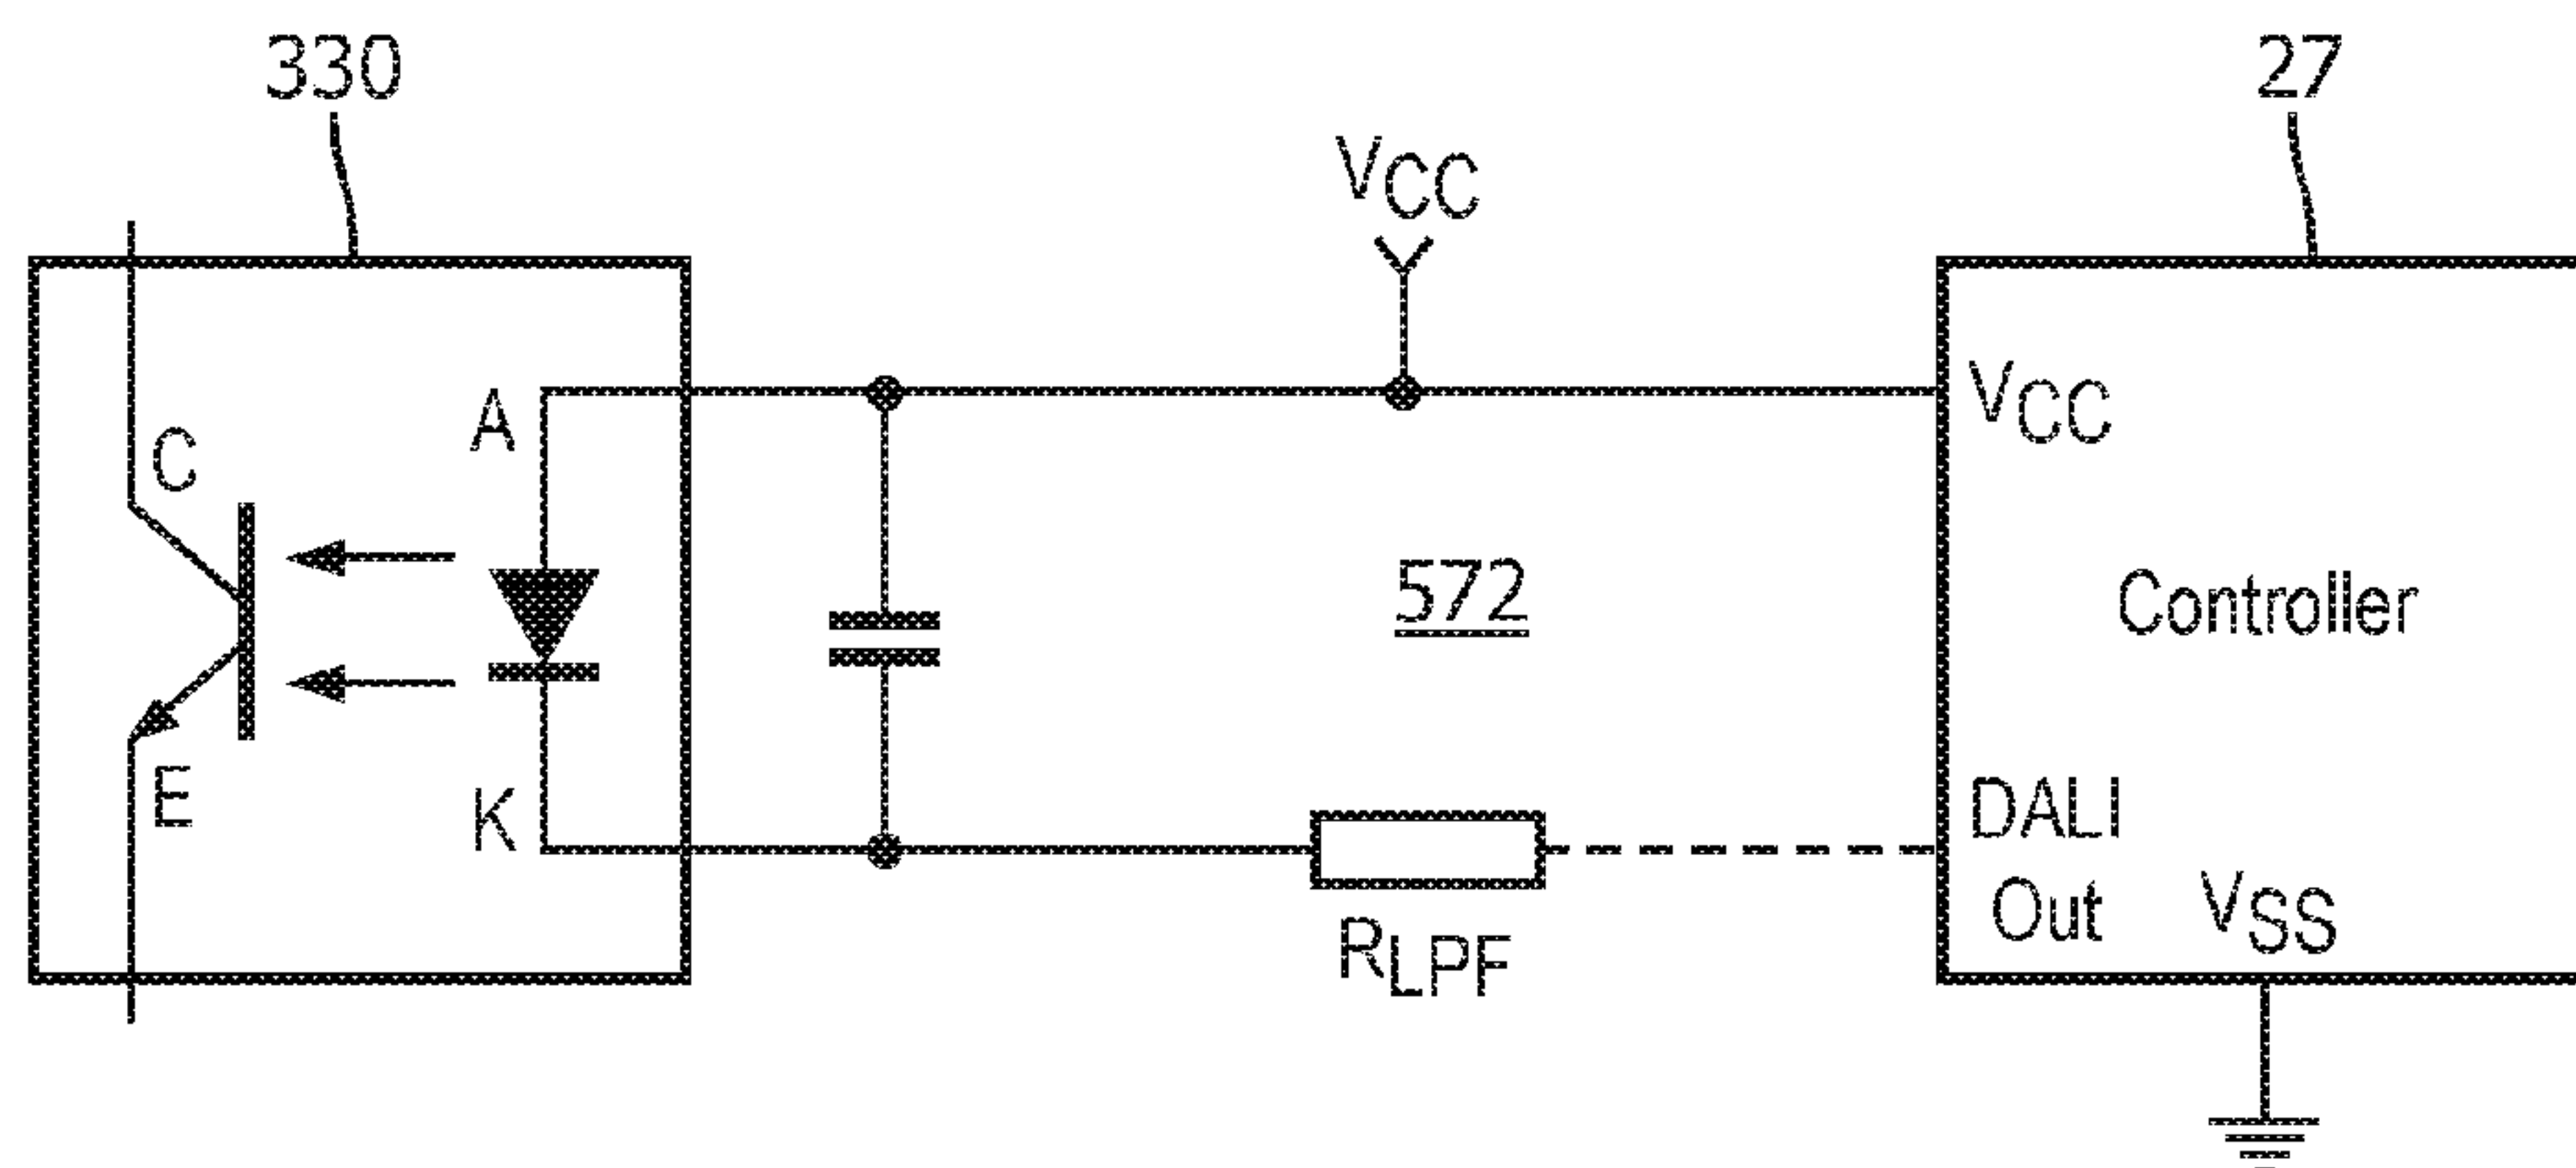 330
27
VCC
A
VCC
C
572
Controller
E
K
DALI
Out
VSS
RLPF